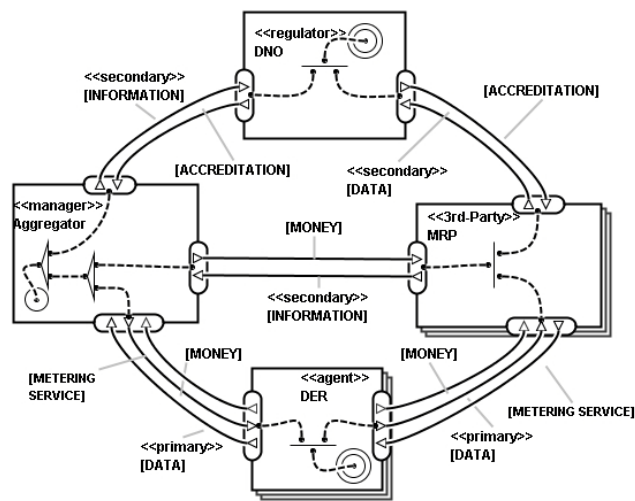 <<regulator>>
DNO
<<secondary>>
[INFORMATION]
[ACCREDITATION]
[ACCREDITATION]
<<secondary>>
[DATA]
<<manager>>
Aggregator
<<3rd-Party>>
MRP
[MONEY]
<<secondary>>
[INFORMATION]
[METERING
SERVICE]
[MONEY]
<<primary>>
[DATA]
<<agent>>
DER
[MONEY]
[METERING SERVICE]
<<primary>>
[DATA]